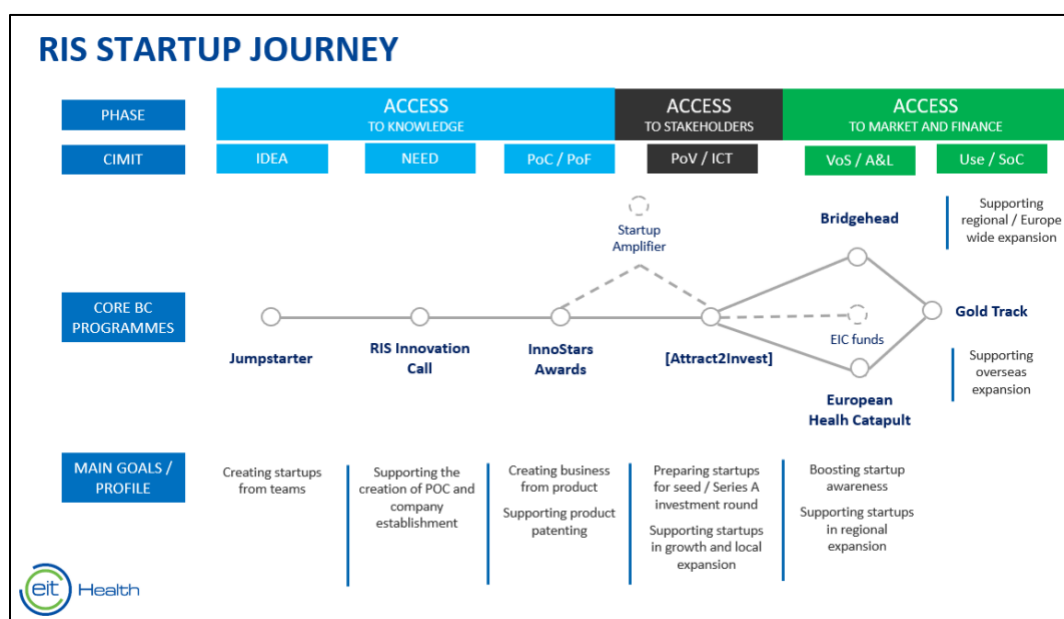 RIS STARTUP JOURNEY
PHASE
ACCESS
TO KNOWLEDGE
ACCESS
TO STAKEHOLDERS
ACCESS
TO MARKET AND FINANCE
CIMIT
IDEA
NEED
PoC / PoF
PoV / ICT
VoS / A&L
Use / SoC
Startup
Amplifier
Bridgehead
Supporting
regional / Europe
wide expansion
CORE BC
PROGRAMMES
Jumpstarter
RIS Innovation
Call
InnoStars
Awards
[Attract2Invest]
EIC funds
Gold Track
European
Healh Catapult
Supporting
overseas
expansion
MAIN GOALS /
PROFILE
Creating startups
from teams
Supporting the
creation of POC and
company
establishment
Creating business
from product
Supporting product
patenting
Preparing startups
for seed / Series A
investment round
Supporting startups
in growth and local
expansion
Boosting startup
awareness
Supporting startups
in regional
expansion
eit Health